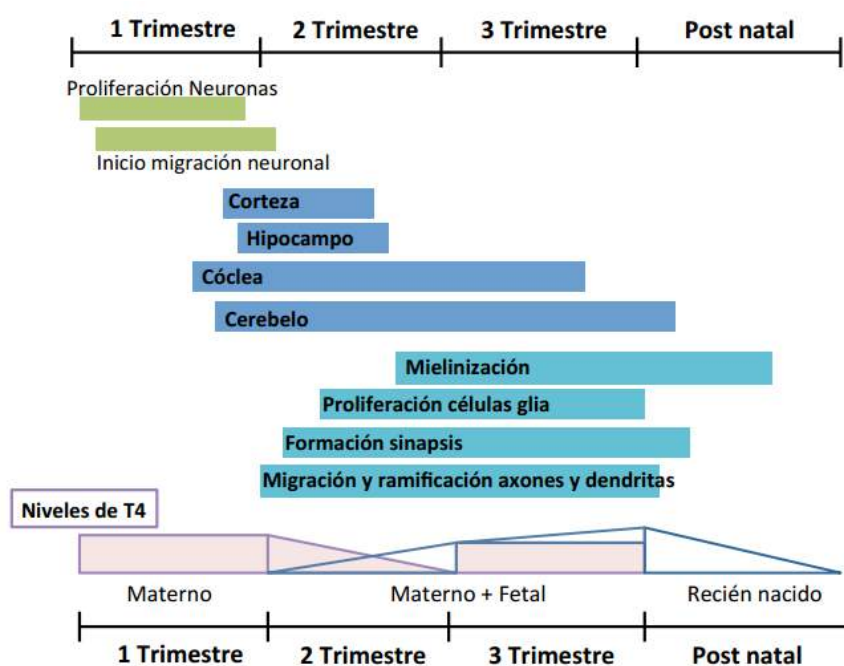 1 Trimestre 2 Trimestre 3 Trimestre Post natal
Proliferación Neuronas
Inicio migración neuronal
Corteza
Hipocampo
Cóclea
Cerebelo
Mielinización
Proliferación células glia
Formación sinapsis
Migración y ramificación axones y dendritas
Niveles de T4
Materno Materno + Fetal Recién nacido
1 Trimestre 2 Trimestre 3 Trimestre Post natal